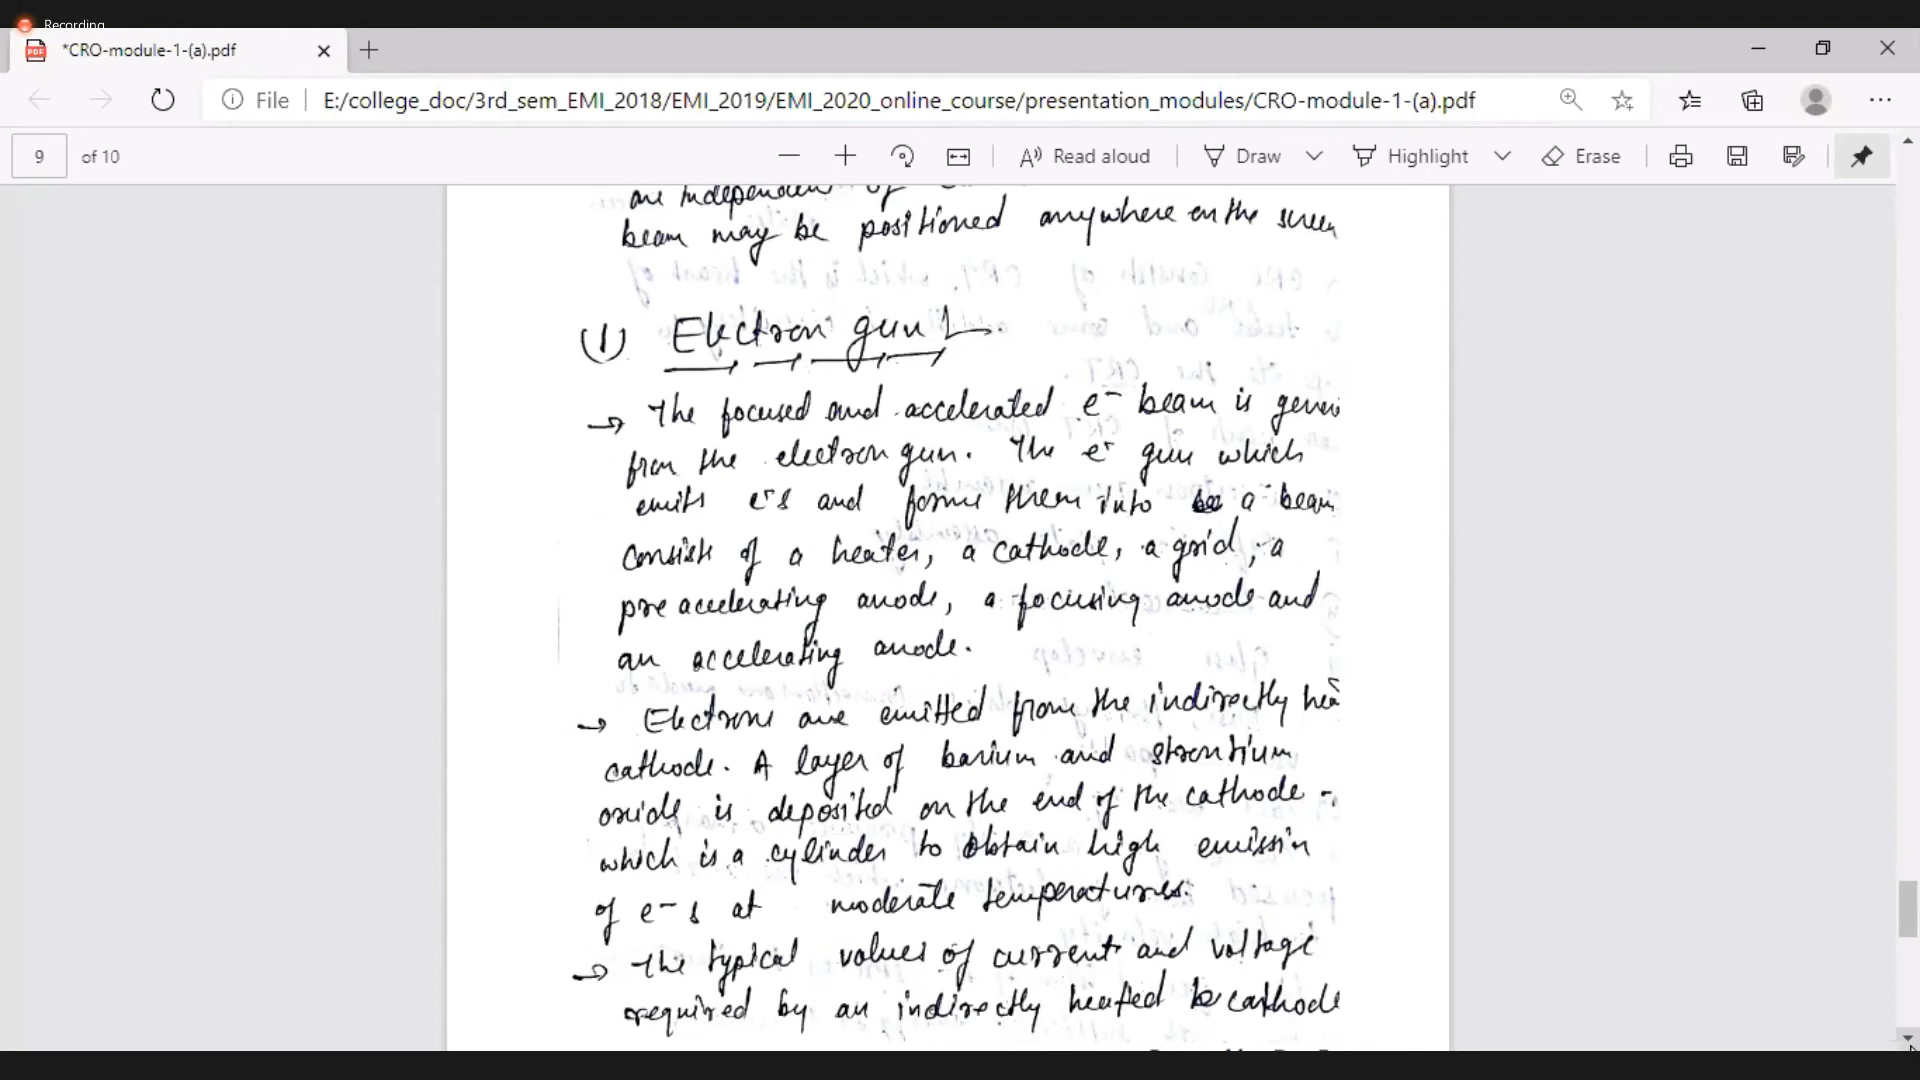 Recording
*CRO-module-1-(a).pdf
File E:/college_doc/3rd_sem_EMI_2018/EMI_2019/EMI_2020_online_course/presentation_modules/CRO-module-1-(a).pdf
9 of 10 Read aloud Draw Highlight Erase
are independent of
beam may be positioned anywhere on the screen
(1) Electron gun :-
→ The focused and accelerated e- beam is gener
from the electron gun. The e- gun which
emits e-s and forms them into a beam
consists of a heater, a cathode, a grid, a
pre accelerating anode, a focusing anode and
an accelerating anode.
→ Electrons are emitted from the indirectly hea
cathode. A layer of barium and strontium
oxide is deposited on the end of the cathode -
which is a cylinder to obtain high emission
of e-s at moderate temperatures.
→ The typical values of current and voltage
required by an indirectly heated cathode